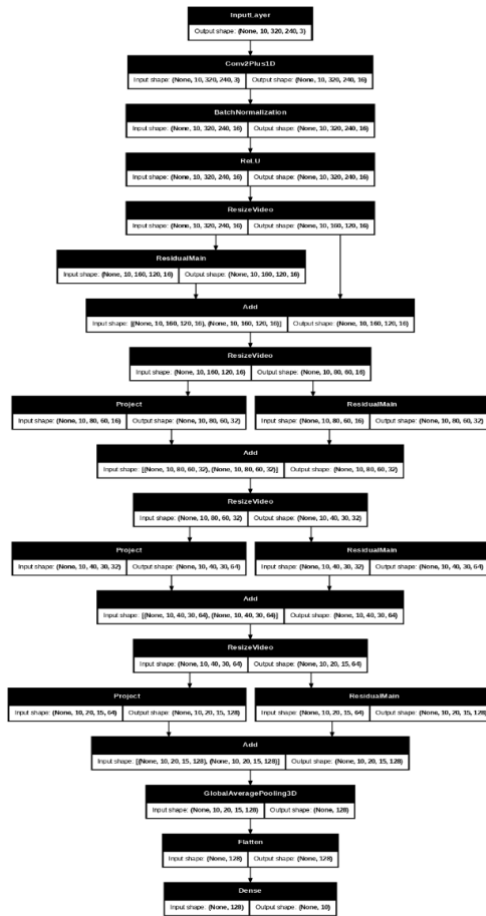 InputLayer
Output shape: (None, 10, 320, 240, 3)
Conv2Plus1D
Input shape: (None, 10, 320, 240, 3) Output shape: (None, 10, 320, 240, 16)
BatchNormalization
Input shape: (None, 10, 320, 240, 16) Output shape: (None, 10, 320, 240, 16)
ReLU
Input shape: (None, 10, 320, 240, 16) Output shape: (None, 10, 320, 240, 16)
ResizeVideo
Input shape: (None, 10, 320, 240, 16) Output shape: (None, 10, 160, 120, 16)
ResidualMain
Input shape: (None, 10, 160, 120, 16) Output shape: (None, 10, 160, 120, 16)
Add
Input shape: [(None, 10, 160, 120, 16), (None, 10, 160, 120, 16)] Output shape: (None, 10, 160, 120, 16)
ResizeVideo
Input shape: (None, 10, 160, 120, 16) Output shape: (None, 10, 80, 60, 16)
Project ResidualMain
Input shape: (None, 10, 80, 60, 16) Output shape: (None, 10, 80, 60, 32) Input shape: (None, 10, 80, 60, 16) Output shape: (None, 10, 80, 60, 32)
Add
Input shape: [(None, 10, 80, 60, 32), (None, 10, 80, 60, 32)] Output shape: (None, 10, 80, 60, 32)
ResizeVideo
Input shape: (None, 10, 80, 60, 32) Output shape: (None, 10, 40, 30, 32)
Project ResidualMain
Input shape: (None, 10, 40, 30, 32) Output shape: (None, 10, 40, 30, 64) Input shape: (None, 10, 40, 30, 32) Output shape: (None, 10, 40, 30, 64)
Add
Input shape: [(None, 10, 40, 30, 64), (None, 10, 40, 30, 64)] Output shape: (None, 10, 40, 30, 64)
ResizeVideo
Input shape: (None, 10, 40, 30, 64) Output shape: (None, 10, 20, 15, 64)
Project ResidualMain
Input shape: (None, 10, 20, 15, 64) Output shape: (None, 10, 20, 15, 128) Input shape: (None, 10, 20, 15, 64) Output shape: (None, 10, 20, 15, 128)
Add
Input shape: [(None, 10, 20, 15, 128), (None, 10, 20, 15, 128)] Output shape: (None, 10, 20, 15, 128)
GlobalAveragePooling3D
Input shape: (None, 10, 20, 15, 128) Output shape: (None, 128)
Flatten
Input shape: (None, 128) Output shape: (None, 128)
Dense
Input shape: (None, 128) Output shape: (None, 10)